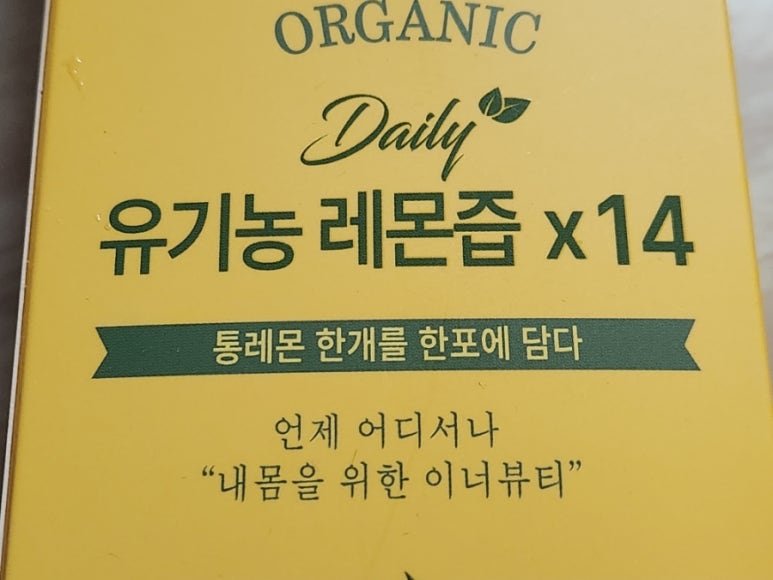 ORGANIC
Daily
유기농 레몬즙 x14
통레몬 한개를 한포에 담다
언제 어디서나
“내몸을 위한 이너뷰티”